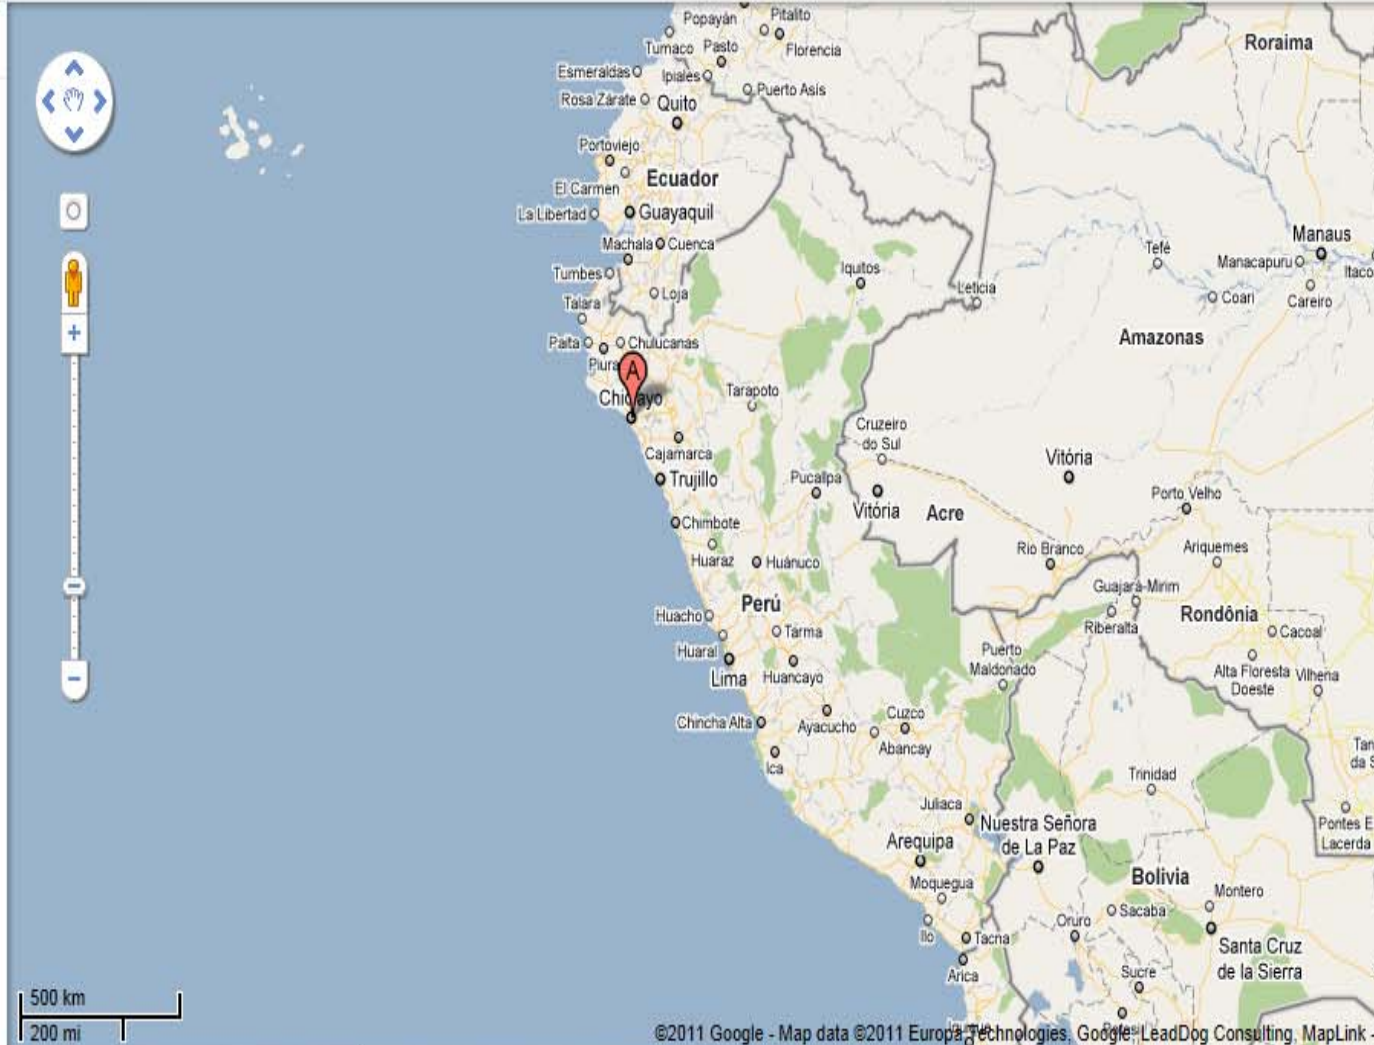 Popayán
Pitalito
Tumaco
Pasto
Florencia
Roraima
Esmeraldas
Ipiales
Puerto Asis
Rosa Zárate
Quito
Portoviejo
Ecuador
El Carmen
La Libertad
Guayaquil
Manaus
Machala
Cuenca
Tefé
Manacapuru
Itaco
Tumbes
Iquitos
Loja
Leticia
Coari
Careiro
Talara
Amazonas
Paita
Chulucanas
Piura
A
Tarapoto
Cruzeiro
do Sul
Cajamarca
Vitória
Trujillo
Pucallpa
Porto Velho
Vitória
Acre
Chimbote
Rio Branco
Ariquemes
Huaraz
Huánuco
Guajará-Mirim
Perú
Rondônia
Huacho
Riberalta
Tarma
Cacoal
Huaral
Puerto
Maldonado
Lima
Huancayo
Alta Floresta
Doeste
Vilhena
Chincha Alta
Ayacucho
Cuzco
Abancay
Ica
Tan
da S
Trinidad
Juliaca
Nuestra Señora
de La Paz
Pontes E
Lacerda
Arequipa
Moquegua
Bolivia
Montero
Sacaba
Ilo
Tacna
Oruro
Santa Cruz
de la Sierra
Arica
Sucre
500 km
200 mi
©2011 Google - Map data ©2011 Europa Technologies, Google, LeadDog Consulting, MapLink -